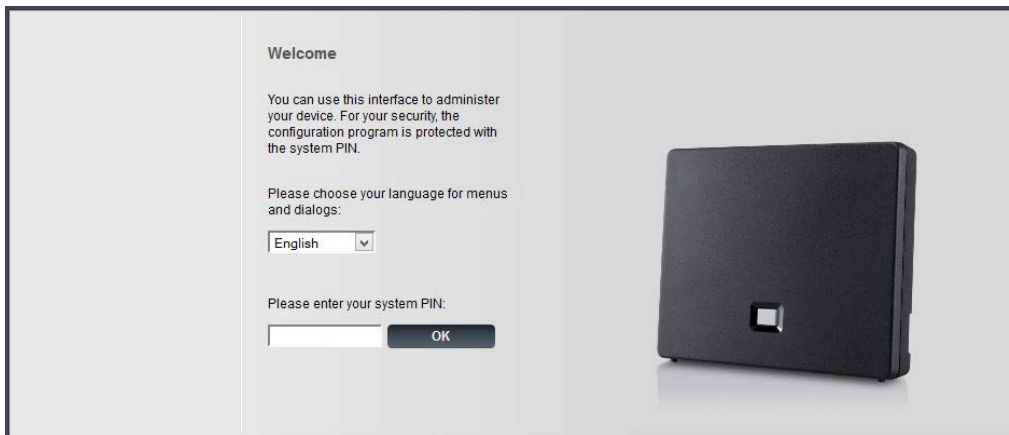 Welcome
You can use this interface to administer
your device. For your security, the
configuration program is protected with
the system PIN.
Please choose your language for menus
and dialogs:
English
Please enter your system PIN:
OK